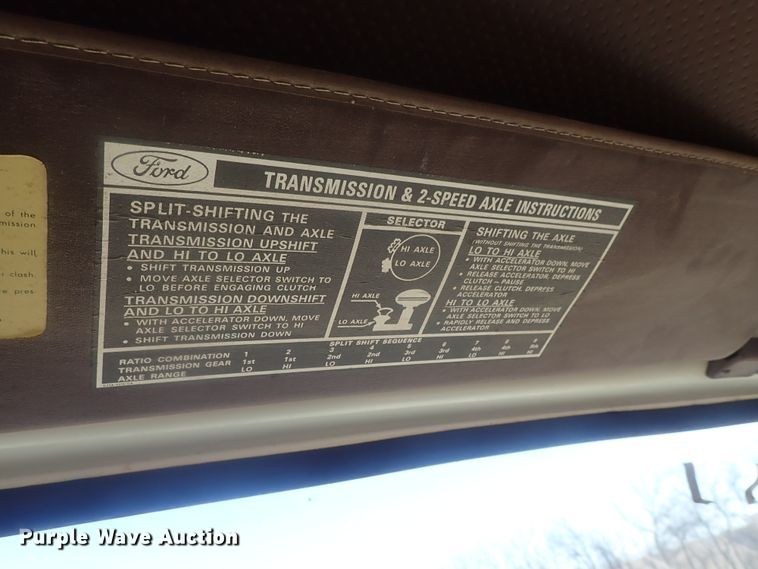 of the
mission
his will
clash.
pres-
Ford
TRANSMISSION & 2-SPEED AXLE INSTRUCTIONS
SPLIT-SHIFTING THE
TRANSMISSION AND AXLE
TRANSMISSION UPSHIFT
AND HI TO LO AXLE
• SHIFT TRANSMISSION UP
• MOVE AXLE SELECTOR SWITCH TO
LO BEFORE ENGAGING CLUTCH
TRANSMISSION DOWNSHIFT
AND LO TO HI AXLE
• WITH ACCELERATOR DOWN, MOVE
AXLE SELECTOR SWITCH TO HI
• SHIFT TRANSMISSION DOWN
SELECTOR
HI AXLE
LO AXLE
HI AXLE
LO AXLE
SHIFTING THE AXLE
(WITHOUT SHIFTING THE TRANSMISSION)
LO TO HI AXLE
• WITH ACCELERATOR DOWN, MOVE
AXLE SELECTOR SWITCH TO HI
• RELEASE ACCELERATOR, DEPRESS
CLUTCH - PAUSE
• RELEASE CLUTCH, DEPRESS
ACCELERATOR
HI TO LO AXLE
• WITH ACCELERATOR DOWN, MOVE
AXLE SELECTOR SWITCH TO LO
• RAPIDLY RELEASE AND DEPRESS
ACCELERATOR
SPLIT SHIFT SEQUENCE
RATIO COMBINATION 1 2 3 4 5 6 7 8
TRANSMISSION GEAR 1st 1st 2nd 2nd 3rd 3rd 4th 4th 5th
AXLE RANGE LO HI LO HI LO HI LO HI HI
Purple Wave Auction